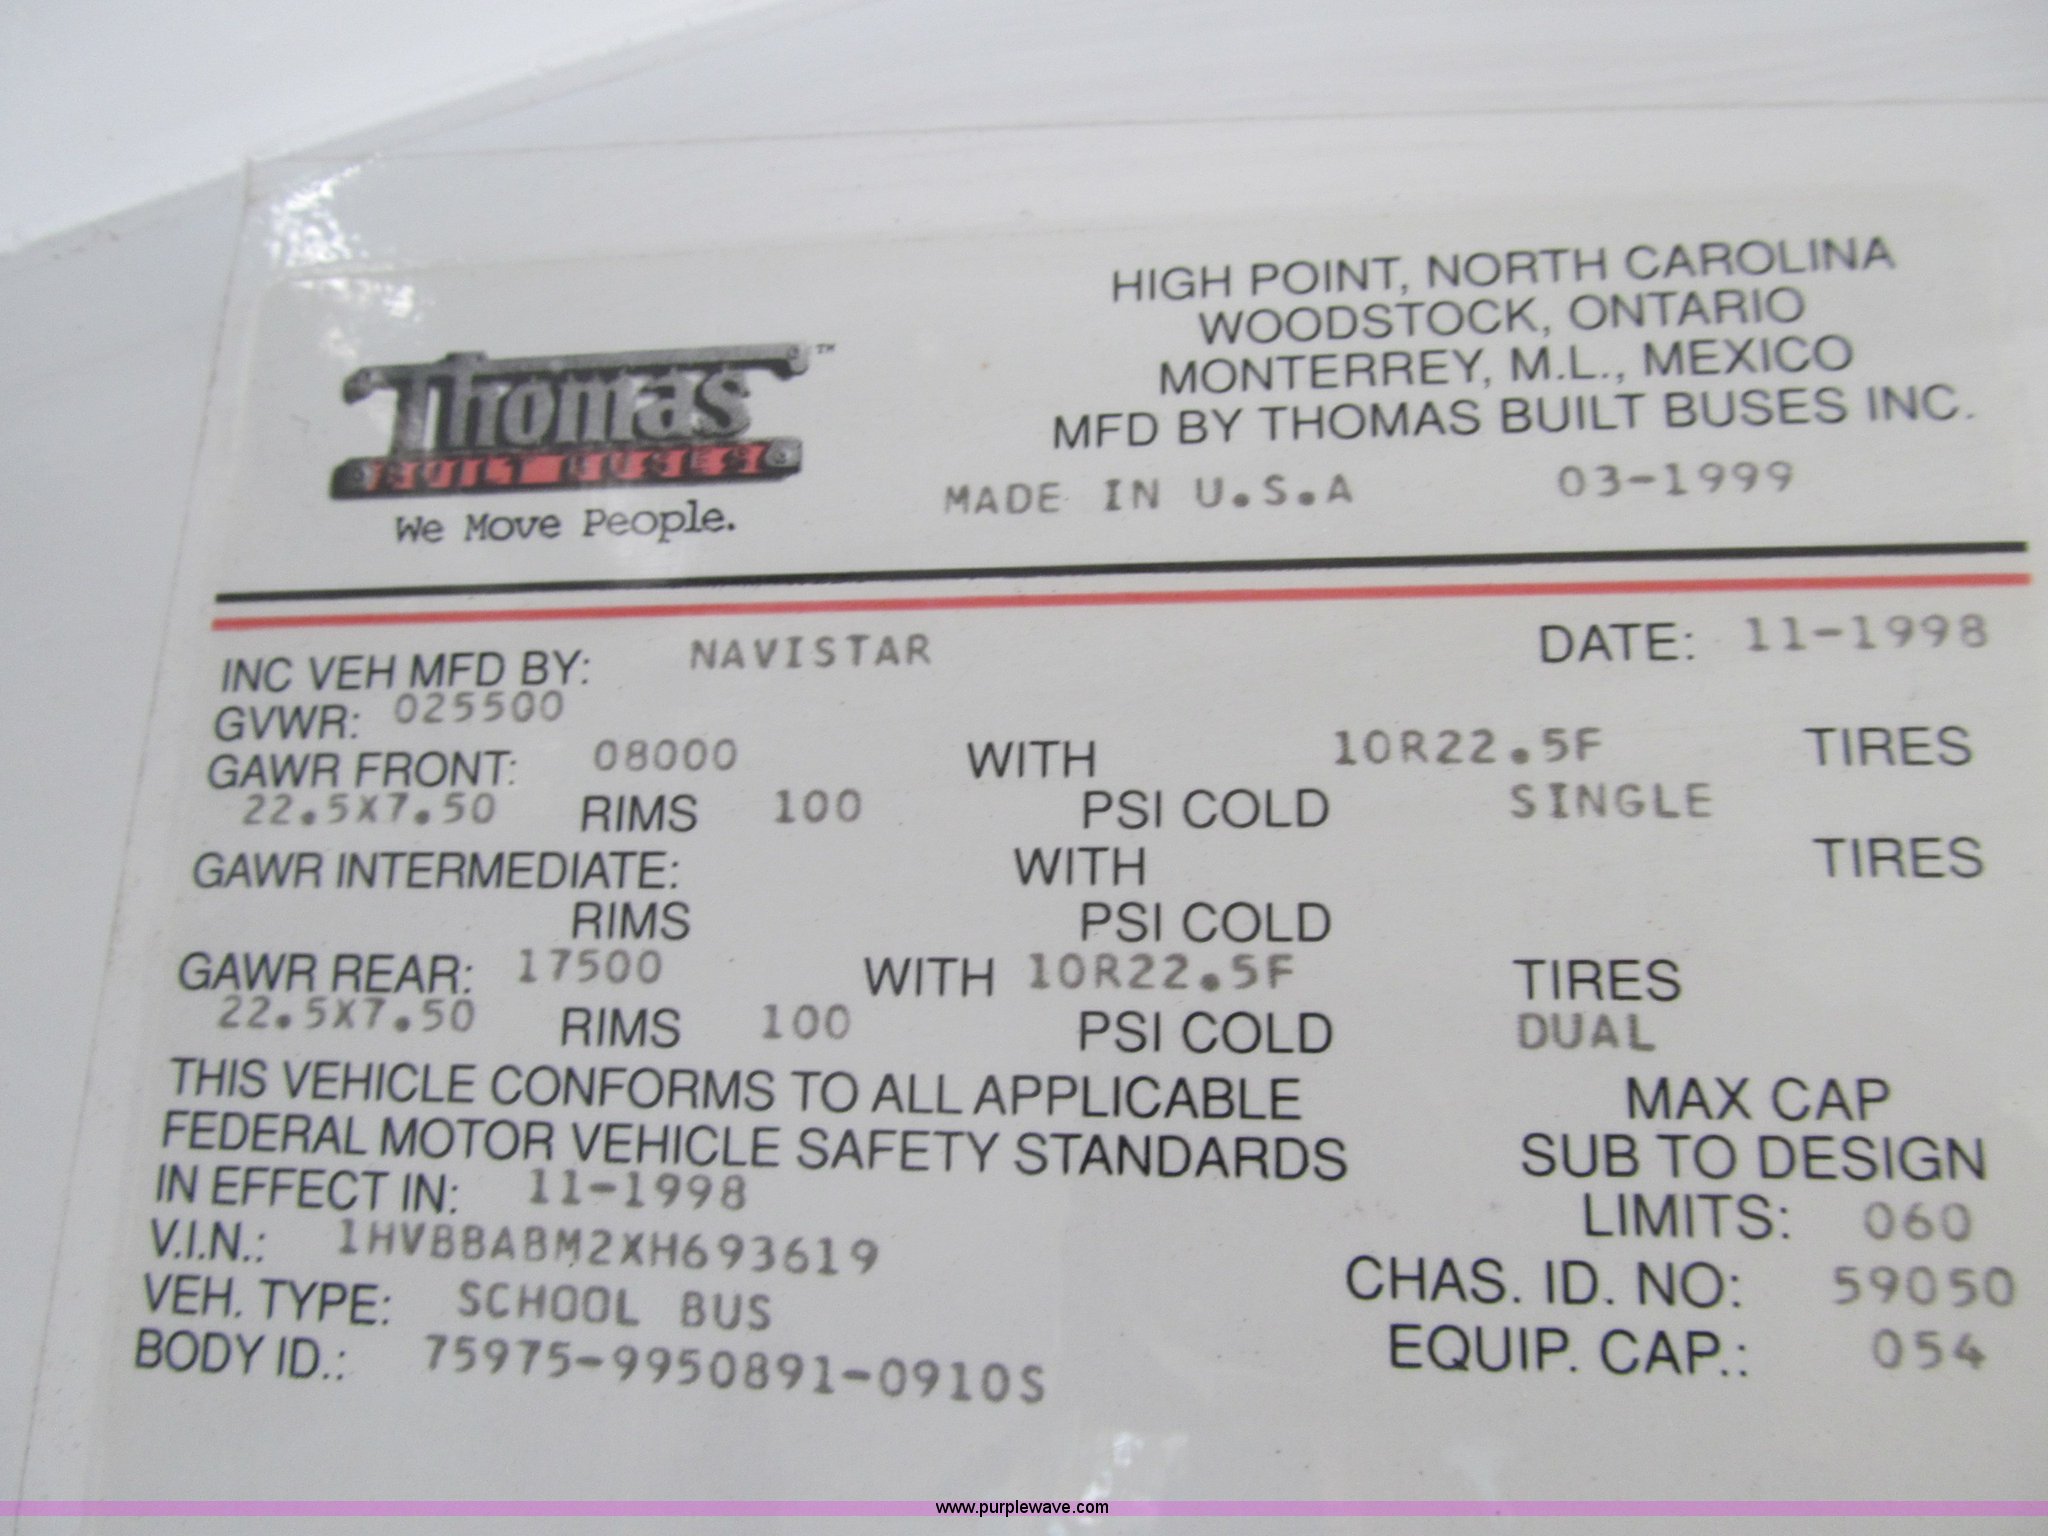 Thomas™
BUILT BUSES
We Move People.
HIGH POINT, NORTH CAROLINA
WOODSTOCK, ONTARIO
MONTERREY, M.L., MEXICO
MFD BY THOMAS BUILT BUSES INC.
MADE IN U.S.A 03-1999
INC VEH MFD BY: NAVISTAR DATE: 11-1998
GVWR: 025500
GAWR FRONT: 08000 WITH 10R22.5F TIRES
22.5X7.50 RIMS 100 PSI COLD SINGLE
GAWR INTERMEDIATE: WITH TIRES
RIMS PSI COLD
GAWR REAR: 17500 WITH 10R22.5F TIRES
22.5X7.50 RIMS 100 PSI COLD DUAL
THIS VEHICLE CONFORMS TO ALL APPLICABLE
FEDERAL MOTOR VEHICLE SAFETY STANDARDS
IN EFFECT IN: 11-1998
V.I.N.: 1HVBBABM2XH693619
VEH. TYPE: SCHOOL BUS
BODY ID.: 75975-9950891-0910S
MAX CAP
SUB TO DESIGN
LIMITS: 060
CHAS. ID. NO: 59050
EQUIP. CAP.: 054
www.purplewave.com